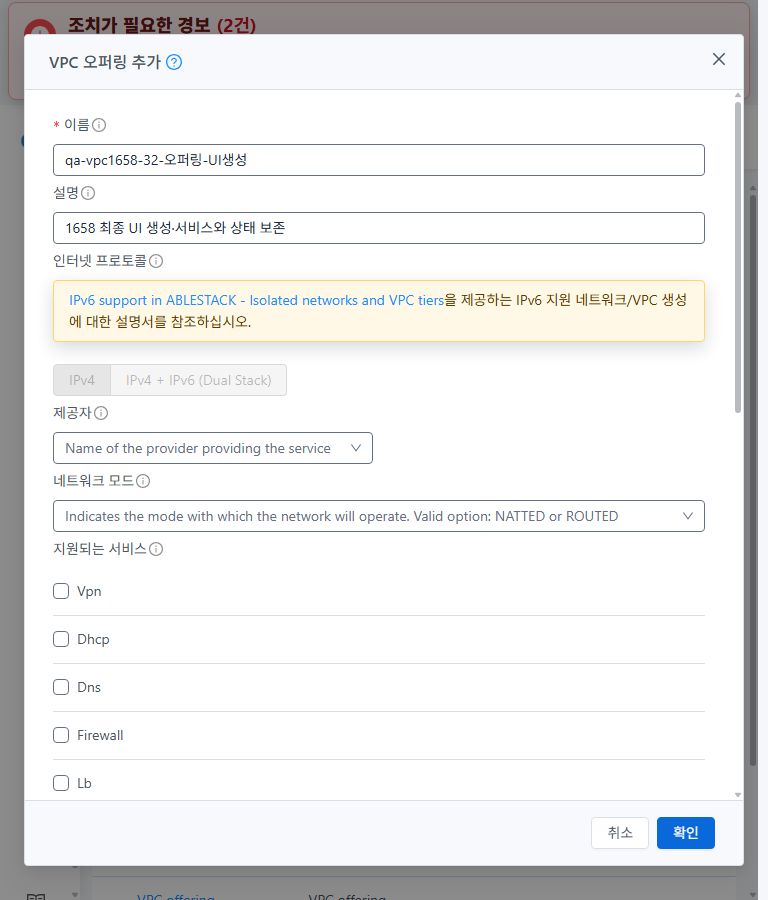 조치가 필요한 경보 (2건)
VPC 오퍼링 추가
* 이름
qa-vpc1658-32-오퍼링-UI생성
설명
1658 최종 UI 생성·서비스와 상태 보존
인터넷 프로토콜
IPv6 support in ABLESTACK - Isolated networks and VPC tiers을 제공하는 IPv6 지원 네트워크/VPC 생성
에 대한 설명서를 참조하십시오.
IPv4 IPv4 + IPv6 (Dual Stack)
제공자
Name of the provider providing the service
네트워크 모드
Indicates the mode with which the network will operate. Valid option: NATTED or ROUTED
지원되는 서비스
Vpn
Dhcp
Dns
Firewall
Lb
취소 확인
VPC offering VPC offering